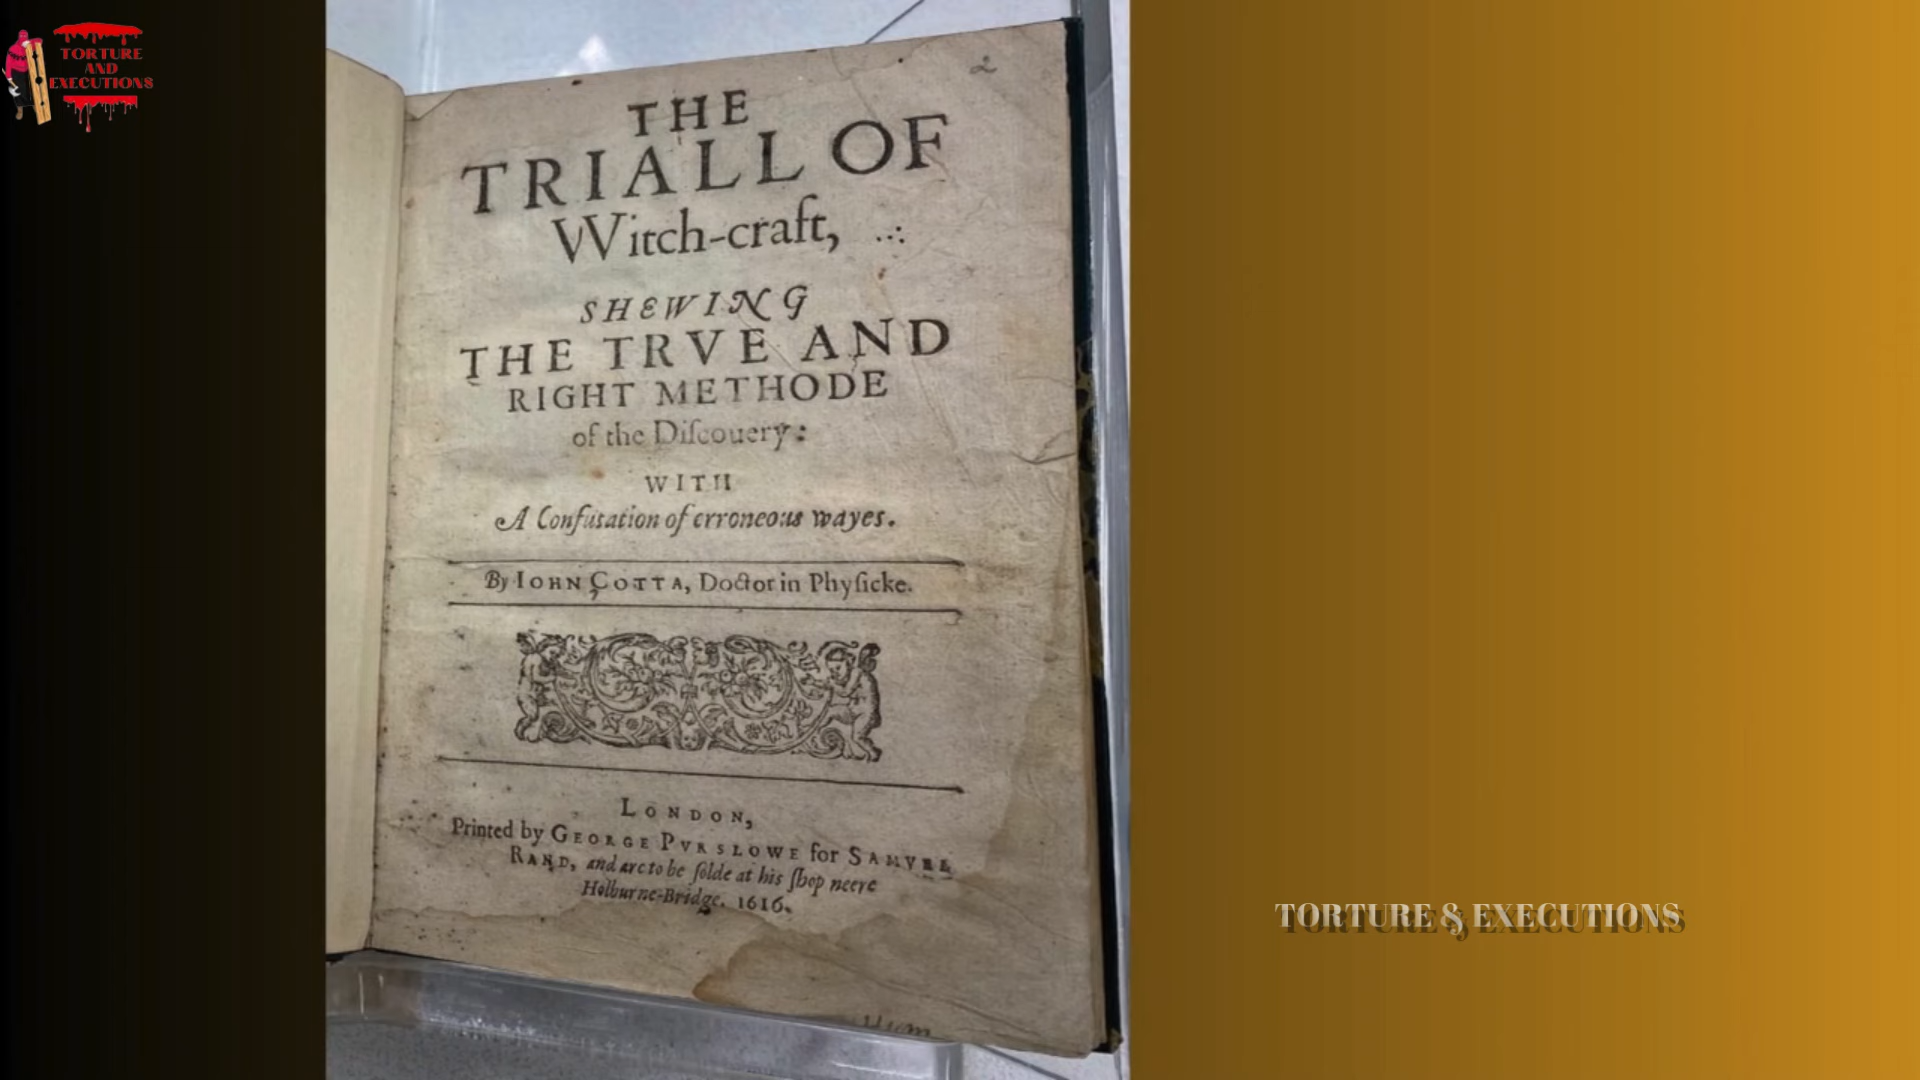 TORTURE
AND
EXECUTIONS
2
THE
TRIALL OF
Witch-craft,
SHEWING
THE TRVE AND
RIGHT METHODE
of the Diſcouery:
WITH
A Confutation of erroneous wayes.
By IOHN COTTA, Doctor in Phyſicke.
LONDON,
Printed by GEORGE PVRSLOWE for SAMVEL
RAND, and are to be ſolde at his ſhop neere
Holburne-Bridge. 1616.
TORTURE & EXECUTIONS